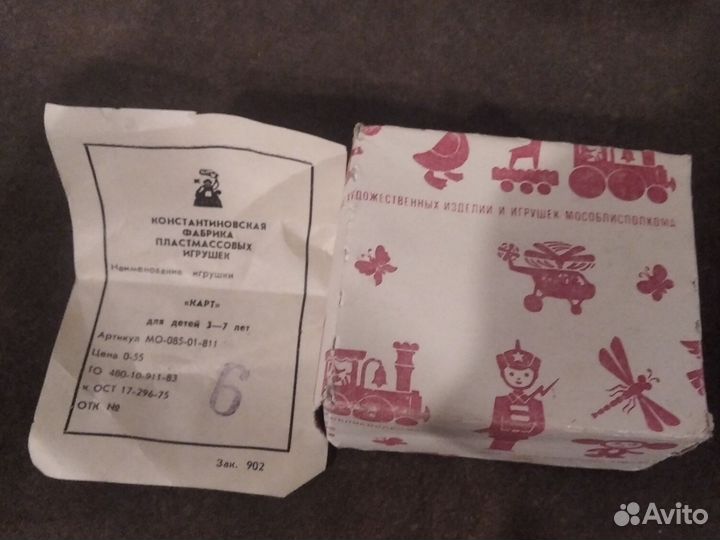 КОНСТАНТИНОВСКАЯ
ФАБРИКА
ПЛАСТМАССОВЫХ
ИГРУШЕК
Наименование игрушки
«КАРТ»
для детей 3—7 лет
Артикул МО-085-01-811
Цена 0-55
ТО 480-10-911-83
к ОСТ 17-296-75
ОТК №
6
Зак. 902
ХУДОЖЕСТВЕННЫХ ИЗДЕЛИЙ И ИГРУШЕК МОСОБЛИСПОЛКОМА
Avito